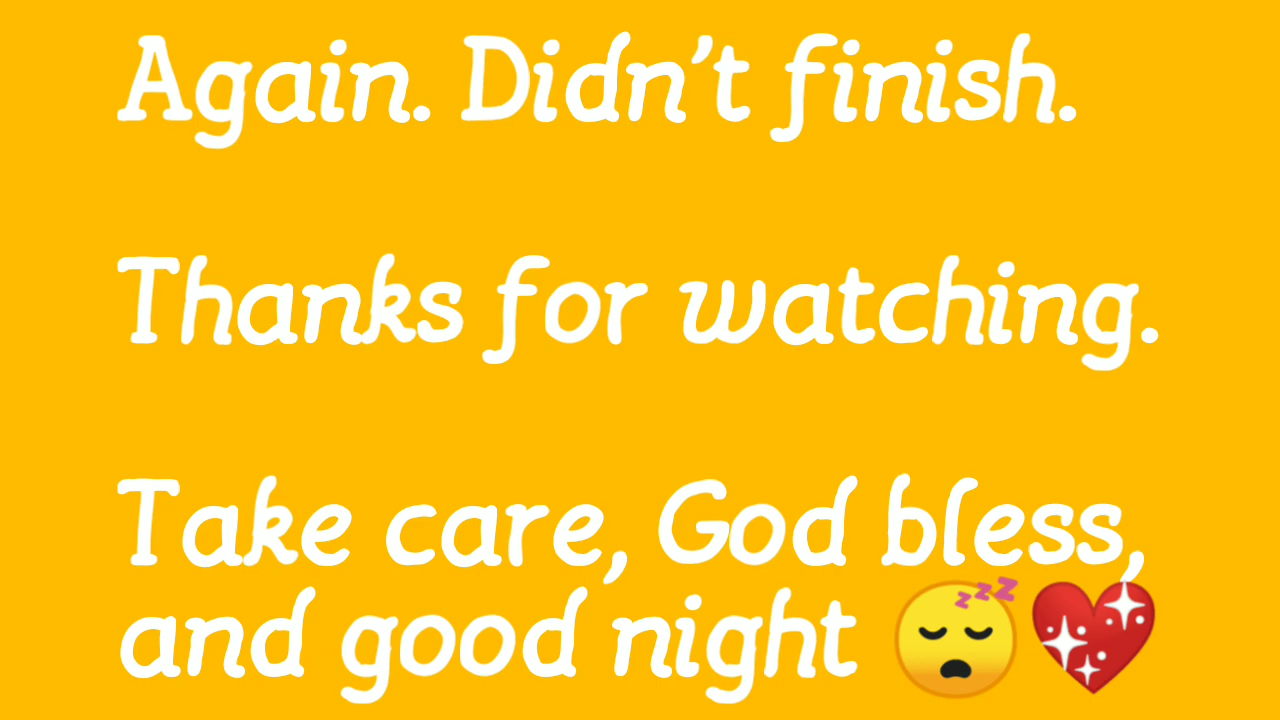 Again. Didn't finish.
Thanks for watching.
Take care, God bless,
and good night 😴💖